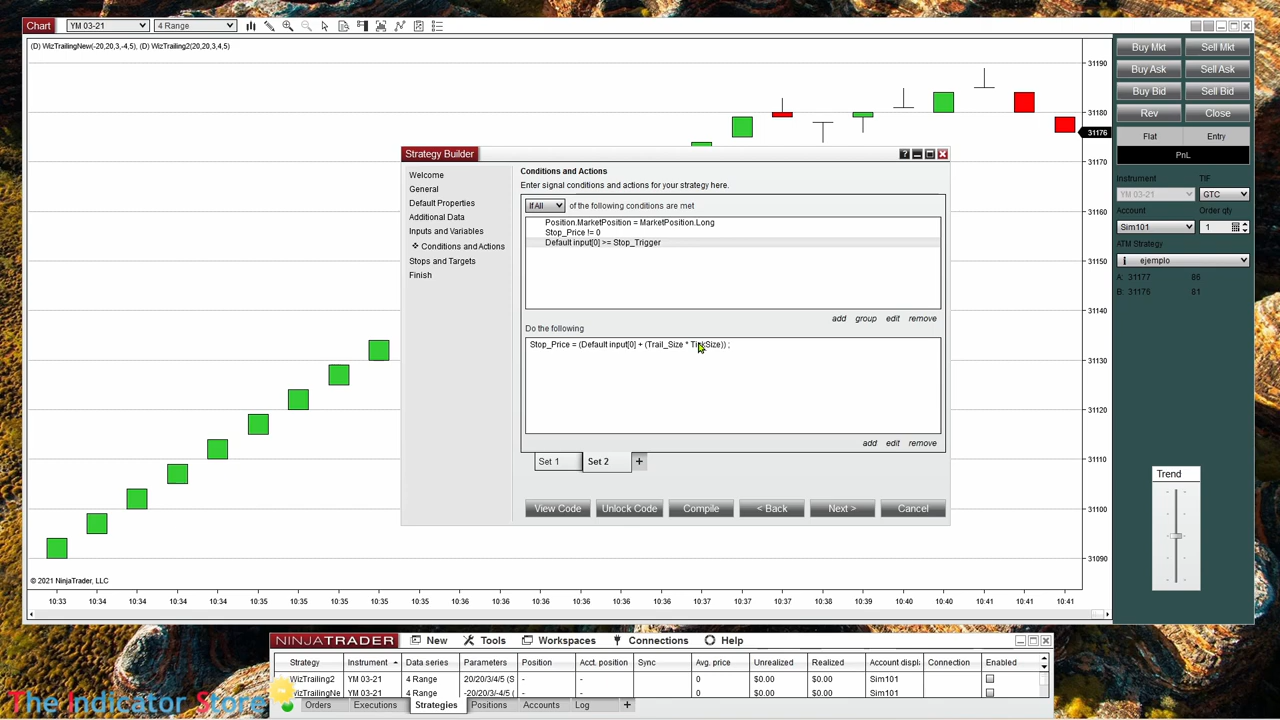 Chart
YM 03-21
4 Range
(D) WizTrailingNew(-20,20,3,-4,5), (D) WizTrailing2(20,20,3,4,5)
31190
31180
31176
31170
31160
31150
31140
31130
31120
31110
31100
31090
© 2021 NinjaTrader, LLC
10:33 10:34 10:34 10:34 10:34 10:35 10:35 10:35 10:35 10:36 10:36 10:36 10:36 10:36 10:36 10:36 10:37 10:37 10:37 10:38 10:39 10:40 10:40 10:41 10:41 10:41
Buy Mkt Sell Mkt
Buy Ask Sell Ask
Buy Bid Sell Bid
Rev Close
Flat Entry
PnL
Instrument TIF
YM 03-21 GTC
Account Order qty
Sim101 1
ATM Strategy
ejemplo
A: 31177 86
B: 31176 81
Trend
Strategy Builder
Welcome
General
Default Properties
Additional Data
Inputs and Variables
Conditions and Actions
Stops and Targets
Finish
Conditions and Actions
Enter signal conditions and actions for your strategy here.
If All of the following conditions are met
Position.MarketPosition = MarketPosition.Long
Stop_Price != 0
Default input[0] >= Stop_Trigger
add group edit remove
Do the following
Stop_Price = (Default input[0] + (Trail_Size * TickSize)) ;
add edit remove
Set 1 Set 2 +
View Code Unlock Code Compile < Back Next > Cancel
NINJATRADER New Tools Workspaces Connections Help
Strategy Instrument Data series Parameters Position Acct. position Sync Avg. price Unrealized Realized Account displ Connection Enabled
WizTrailing2 YM 03-21 4 Range 20/20/3/4/5 (S - - 0 $0.00 $0.00 Sim101
WizTrailingNe YM 03-21 4 Range -20/20/3/-4/5 ( - - 0 $0.00 $0.00 Sim101
Orders Executions Strategies Positions Accounts Log +
The Indicator Store